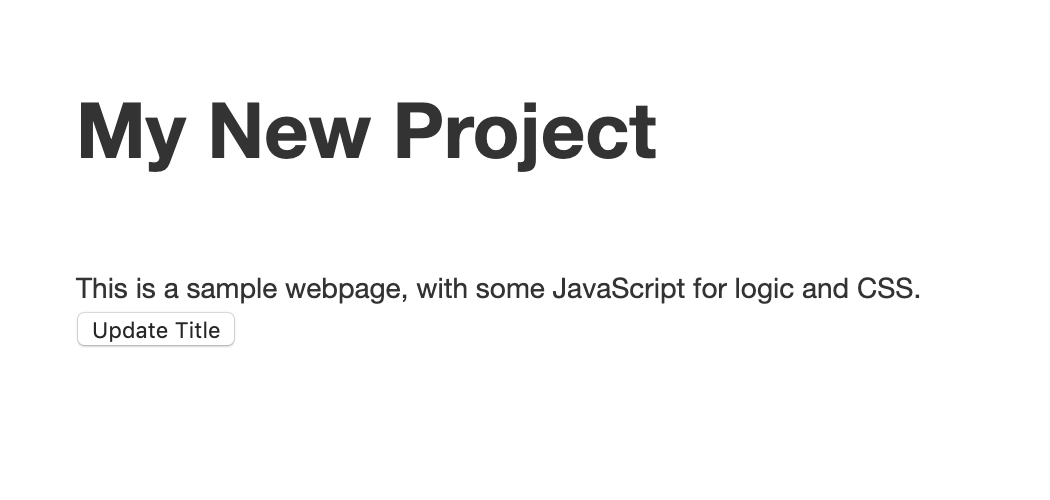 My New Project
This is a sample webpage, with some JavaScript for logic and CSS.
Update Title